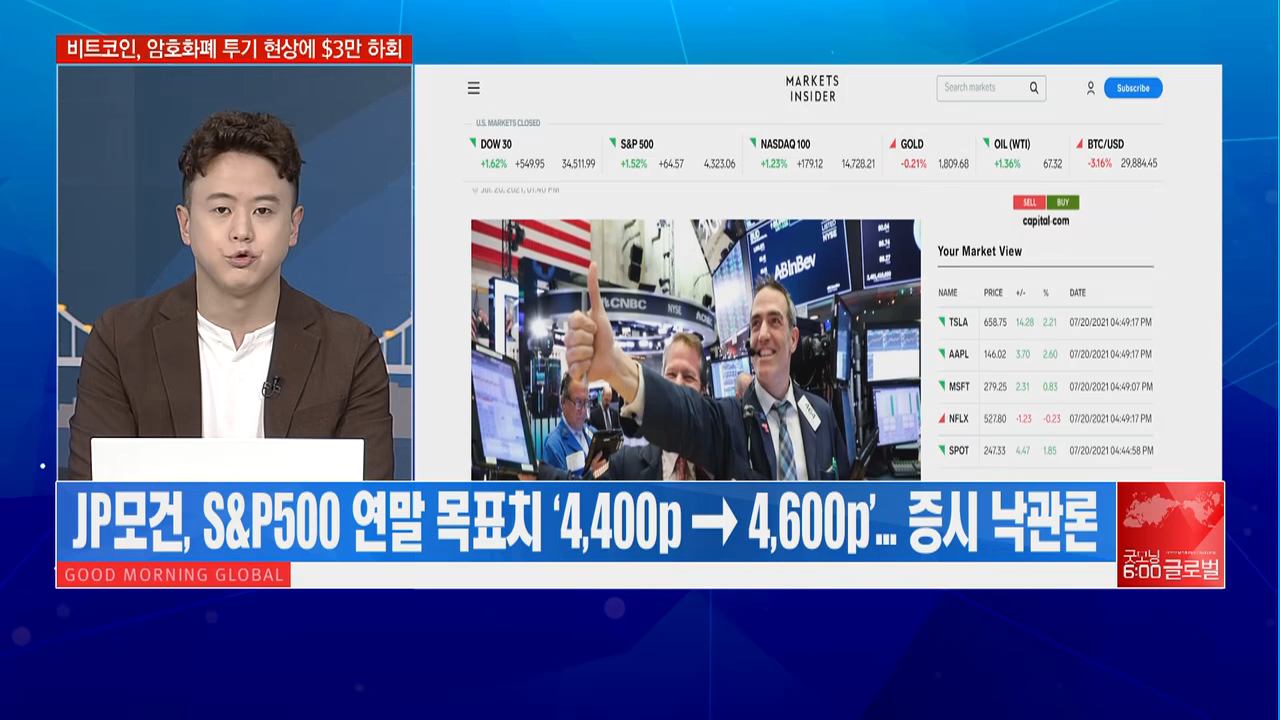 비트코인, 암호화폐 투기 현상에 $3만 하회
MARKETS
INSIDER
Search markets
Subscribe
U.S. MARKETS CLOSED
DOW 30
+1.62% +549.95 34,511.99
S&P 500
+1.52% +64.57 4,323.06
NASDAQ 100
+1.23% +179.12 14,728.21
GOLD
-0.21% 1,809.68
OIL (WTI)
+1.36% 67.32
BTC/USD
-3.16% 29,884.45
Jul. 20, 2021, 01:40 PM
SELL BUY
capital.com
Your Market View
NAME PRICE +/- % DATE
TSLA 658.75 14.28 2.21 07/20/2021 04:49:17 PM
AAPL 146.02 3.70 2.60 07/20/2021 04:49:17 PM
MSFT 279.25 2.31 0.83 07/20/2021 04:49:07 PM
NFLX 527.80 -1.23 -0.23 07/20/2021 04:49:17 PM
SPOT 247.33 4.47 1.85 07/20/2021 04:44:58 PM
ABInBev
CNBC NYSE
JP모건, S&P500 연말 목표치 ‘4,400p → 4,600p’... 증시 낙관론
GOOD MORNING GLOBAL
굿모닝
6:00 글로벌